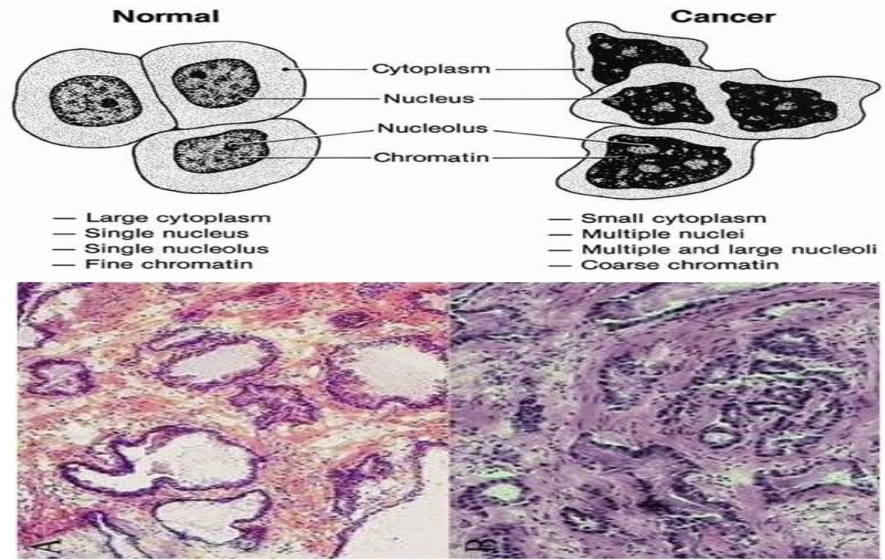 Normal
Cancer
Cytoplasm
Nucleus
Nucleolus
Chromatin
— Large cytoplasm
— Single nucleus
— Single nucleolus
— Fine chromatin
— Small cytoplasm
— Multiple nuclei
— Multiple and large nucleoli
— Coarse chromatin
A
B